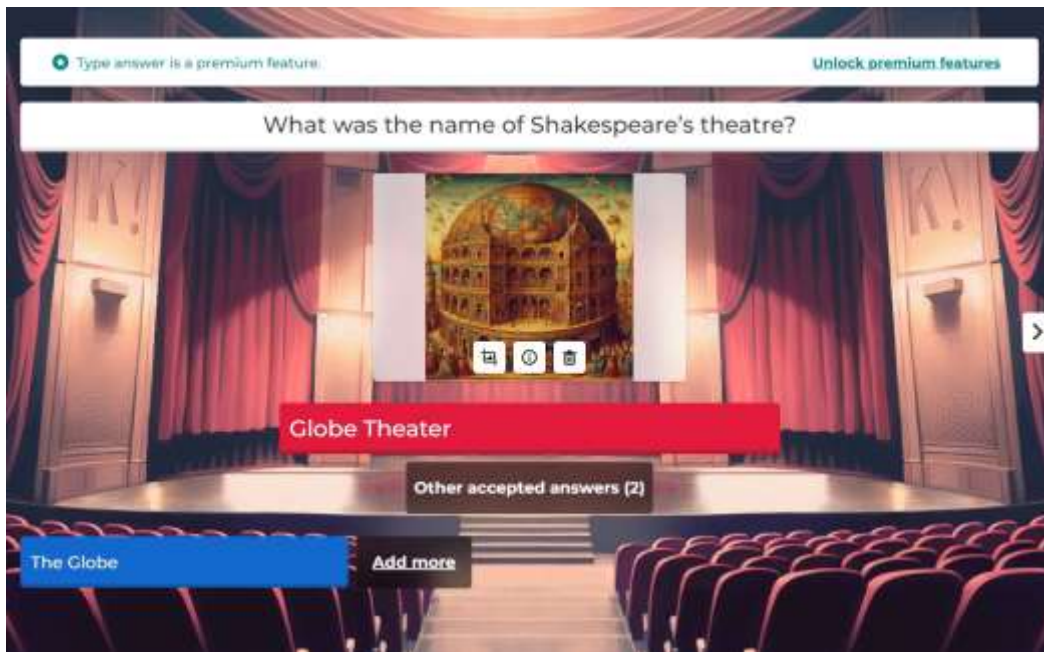 Type answer is a premium feature.
Unlock premium features
What was the name of Shakespeare's theatre?
K!
K!
Globe Theater
Other accepted answers (2)
The Globe
Add more